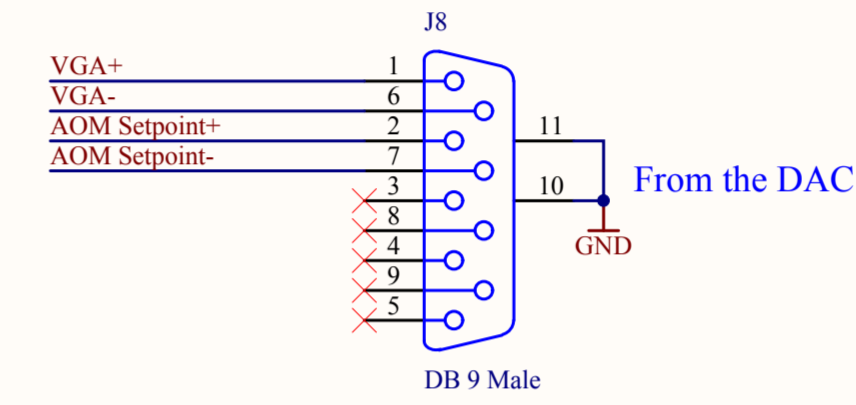 J8
VGA+ 1
VGA- 6
AOM Setpoint+ 2
AOM Setpoint- 7
3
8
4
9
5
11
10
From the DAC
GND
DB 9 Male